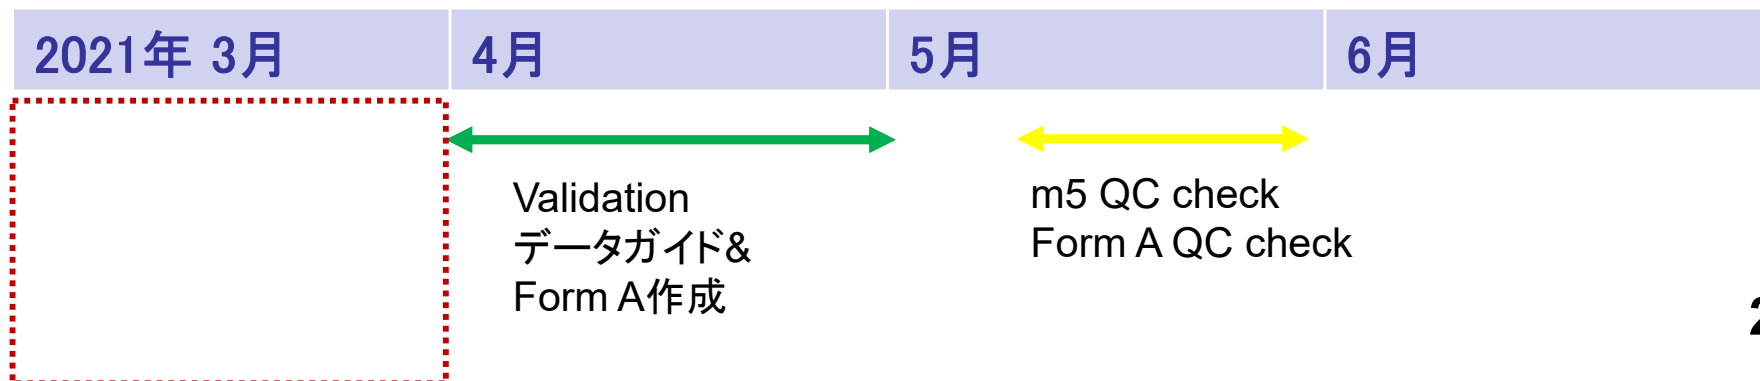 2021年 3月
4月
5月
6月
Validation
データガイド&
Form A作成
m5 QC check
Form A QC check